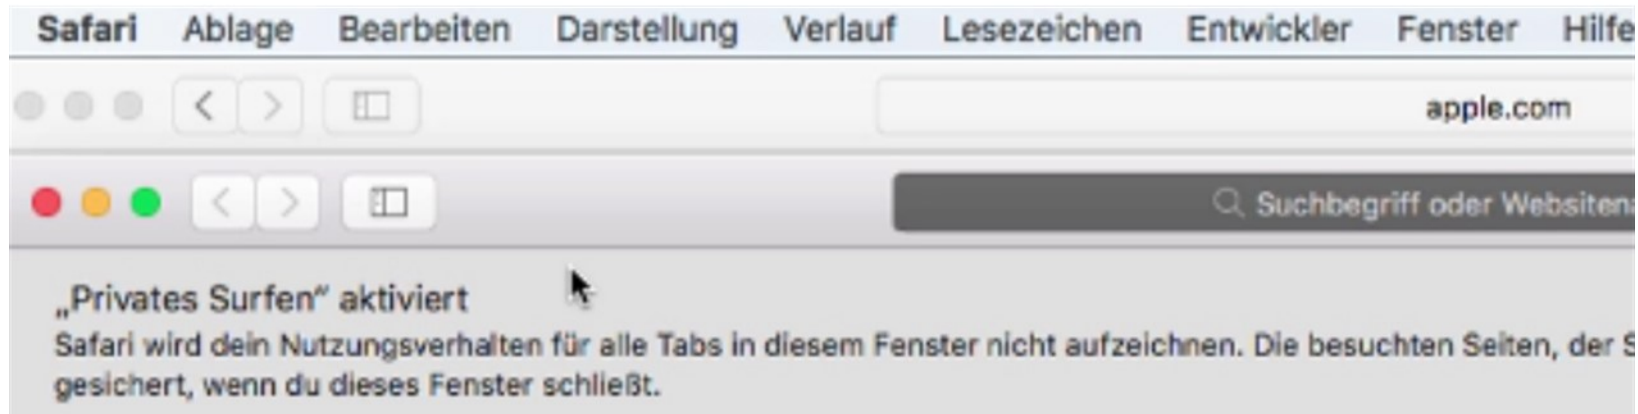 Safari Ablage Bearbeiten Darstellung Verlauf Lesezeichen Entwickler Fenster Hilfe
apple.com
Suchbegriff oder
„Privates Surfen“ aktiviert
Safari wird dein Nutzungsverhalten für alle Tabs in diesem Fenster nicht aufzeichnen. Die besuchten Seiten, der
gesichert, wenn du dieses Fenster schließt.